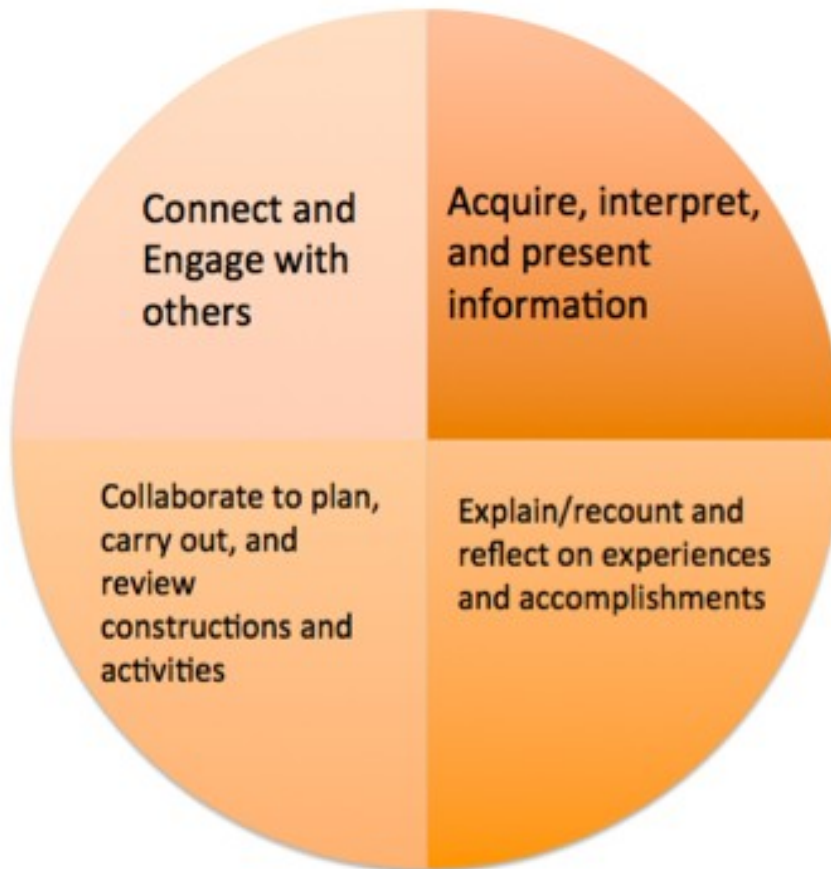 Connect and
Engage with
others
Acquire, interpret,
and present
information
Collaborate to plan,
carry out, and
review
constructions and
activities
Explain/recount and
reflect on experiences
and accomplishments